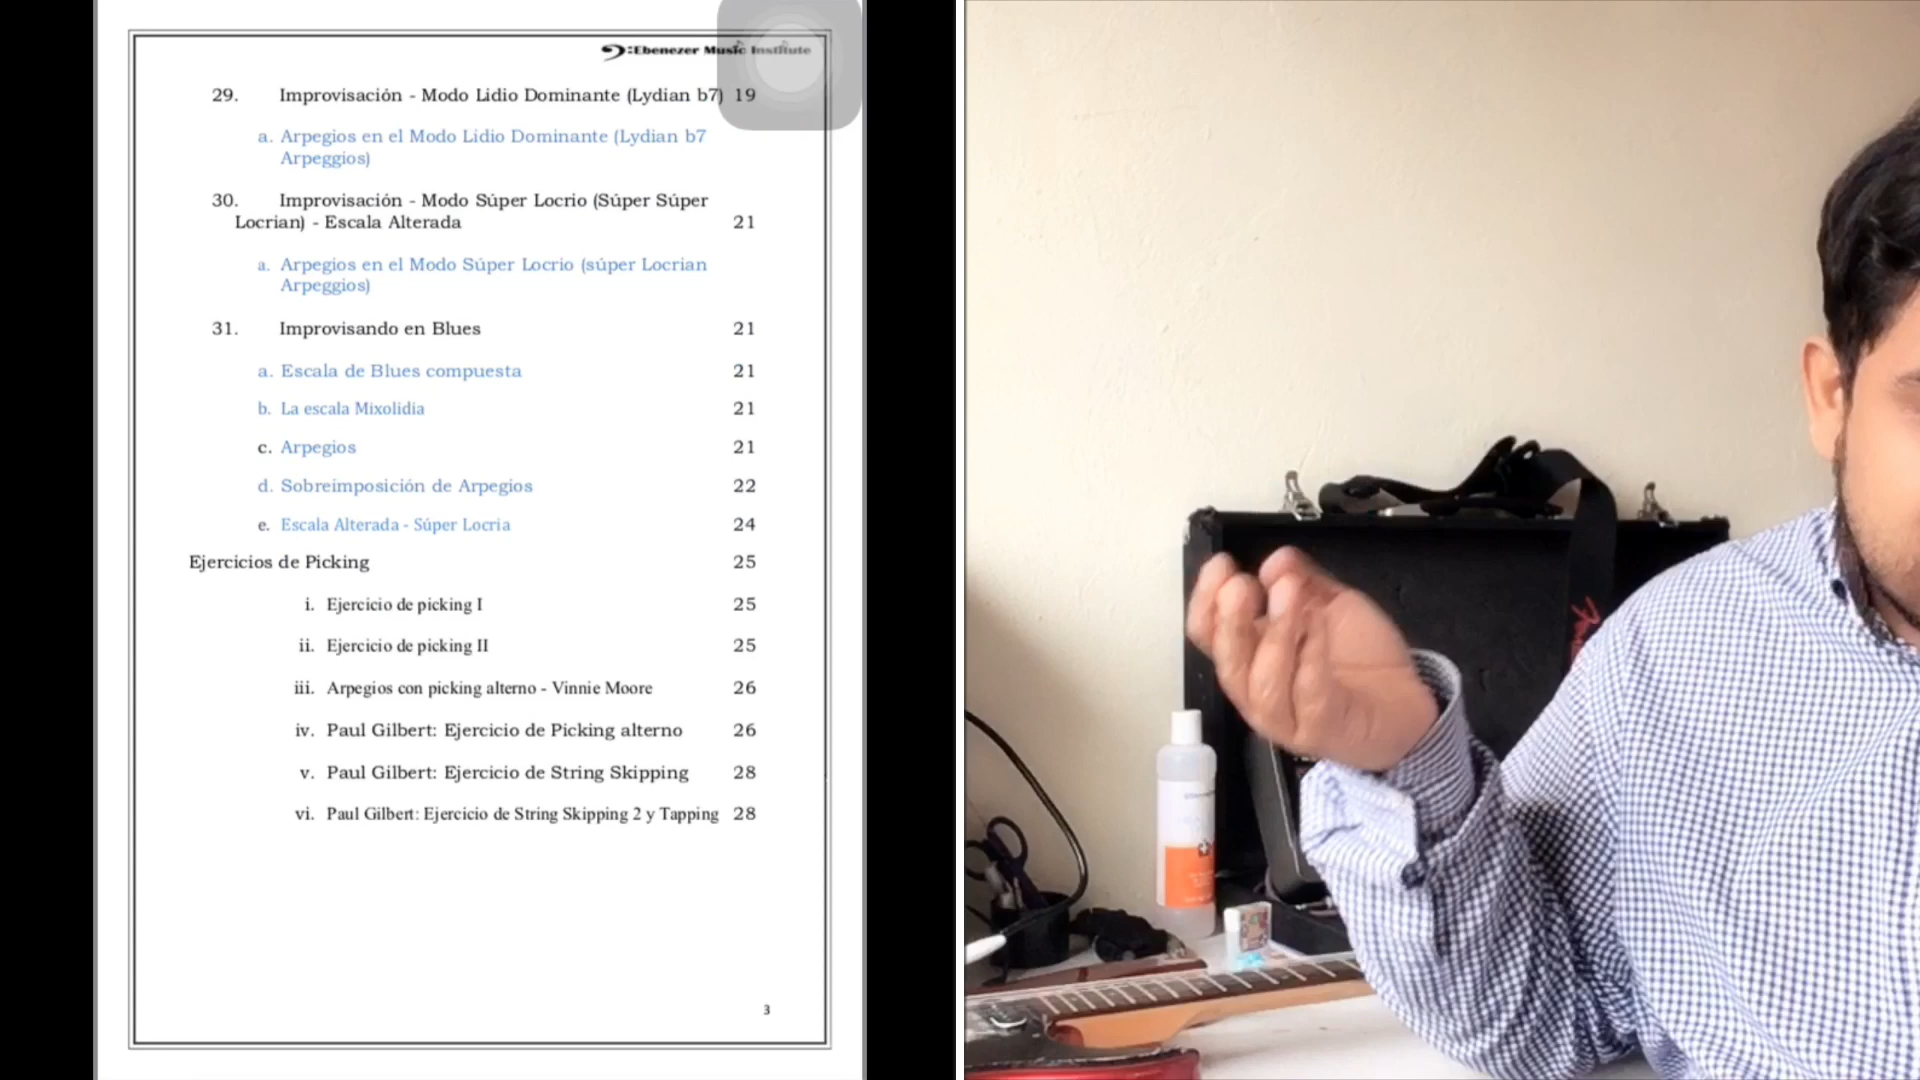 Ebenezer Music Institute
29. Improvisación - Modo Lidio Dominante (Lydian b7) 19
a. Arpegios en el Modo Lidio Dominante (Lydian b7
Arpeggios)
30. Improvisación - Modo Súper Locrio (Súper Súper
Locrian) - Escala Alterada 21
a. Arpegios en el Modo Súper Locrio (súper Locrian
Arpeggios)
31. Improvisando en Blues 21
a. Escala de Blues compuesta 21
b. La escala Mixolidia 21
c. Arpegios 21
d. Sobreimposición de Arpegios 22
e. Escala Alterada - Súper Locria 24
Ejercicios de Picking 25
i. Ejercicio de picking I 25
ii. Ejercicio de picking II 25
iii. Arpegios con picking alterno - Vinnie Moore 26
iv. Paul Gilbert: Ejercicio de Picking alterno 26
v. Paul Gilbert: Ejercicio de String Skipping 28
vi. Paul Gilbert: Ejercicio de String Skipping 2 y Tapping 28
3